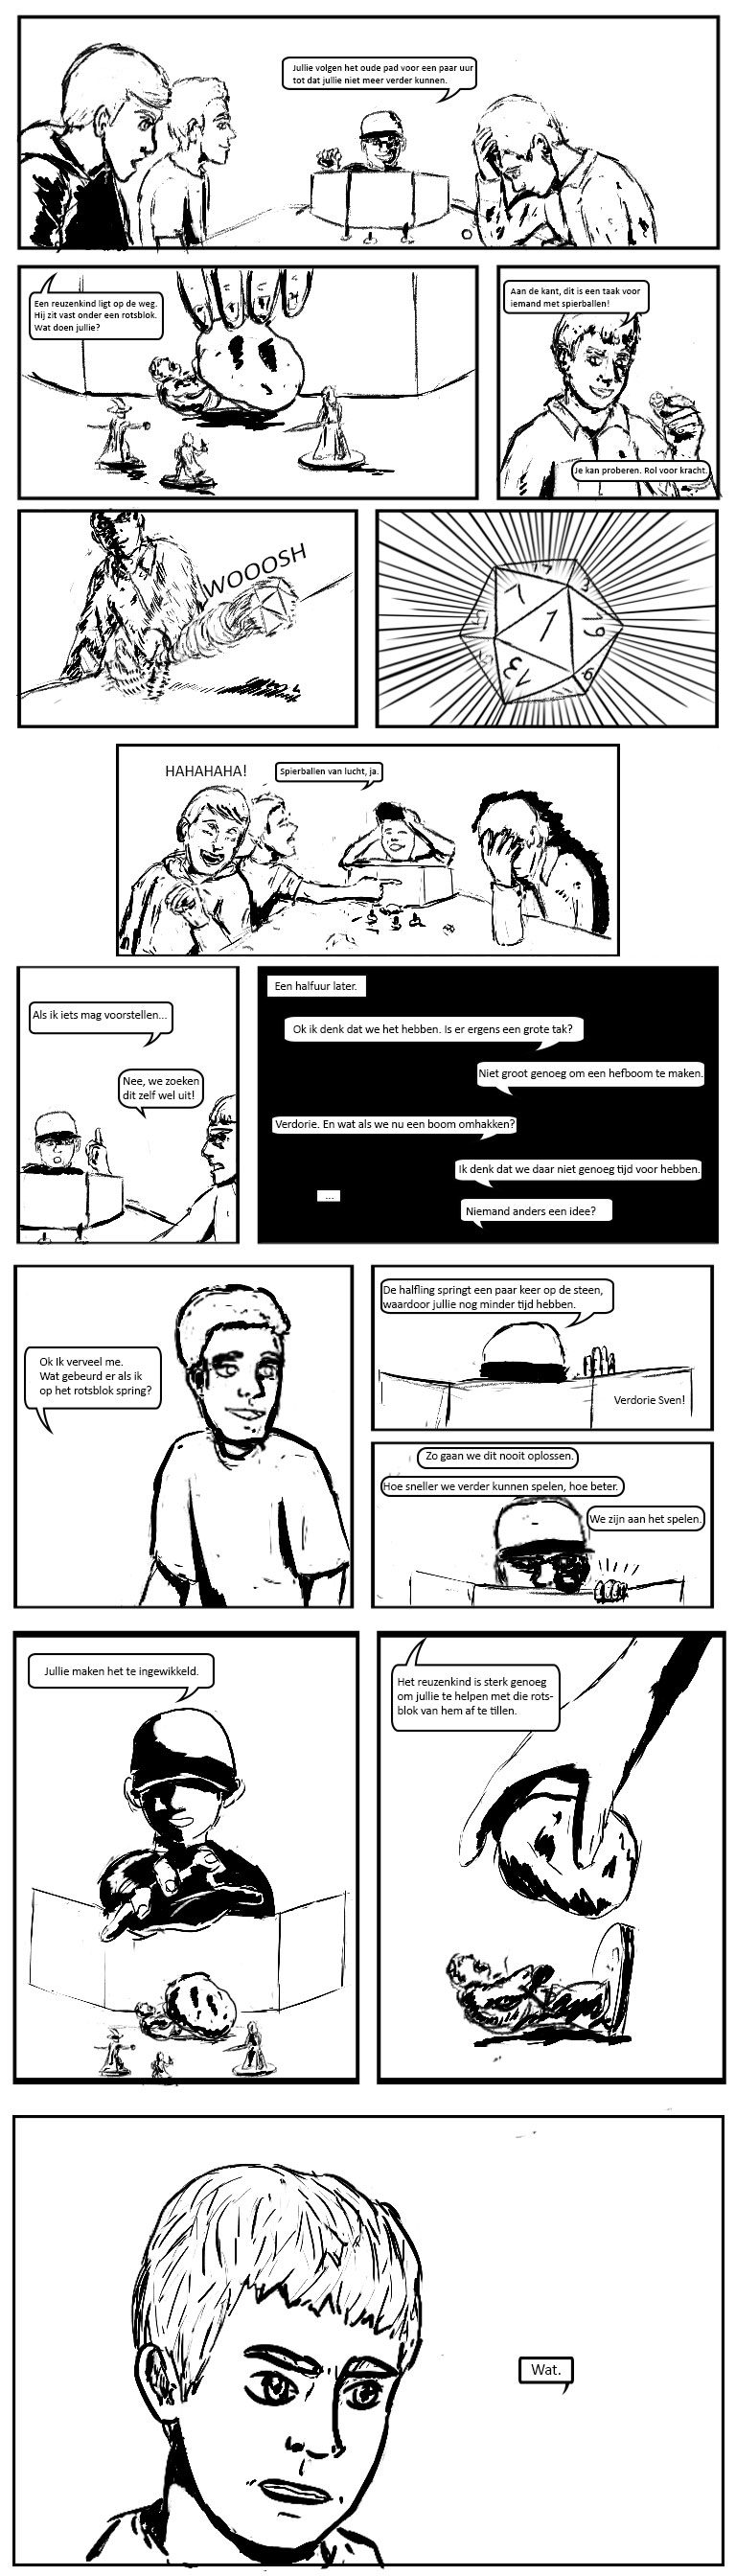 Jullie volgen het oude pad voor een paar uur
tot dat jullie niet meer verder kunnen.
Een reuzenkind ligt op de weg.
Hij zit vast onder een rotsblok.
Wat doen jullie?
Aan de kant, dit is een taak voor
iemand met spierballen!
Je kan proberen. Rol voor kracht.
WOOOSH
7
1
19
13
9
HAHAHAHA!
Spierballen van lucht, ja.
Als ik iets mag voorstellen...
Nee, we zoeken
dit zelf wel uit!
Een halfuur later.
Ok ik denk dat we het hebben. Is er ergens een grote tak?
Niet groot genoeg om een hefboom te maken.
Verdorie. En wat als we nu een boom omhakken?
Ik denk dat we daar niet genoeg tijd voor hebben.
...
Niemand anders een idee?
Ok Ik verveel me.
Wat gebeurd er als ik
op het rotsblok spring?
De halfling springt een paar keer op de steen,
waardoor jullie nog minder tijd hebben.
Verdorie Sven!
Zo gaan we dit nooit oplossen.
Hoe sneller we verder kunnen spelen, hoe beter.
We zijn aan het spelen.
Jullie maken het te ingewikkeld.
Het reuzenkind is sterk genoeg
om jullie te helpen met die rots-
blok van hem af te tillen.
Wat.